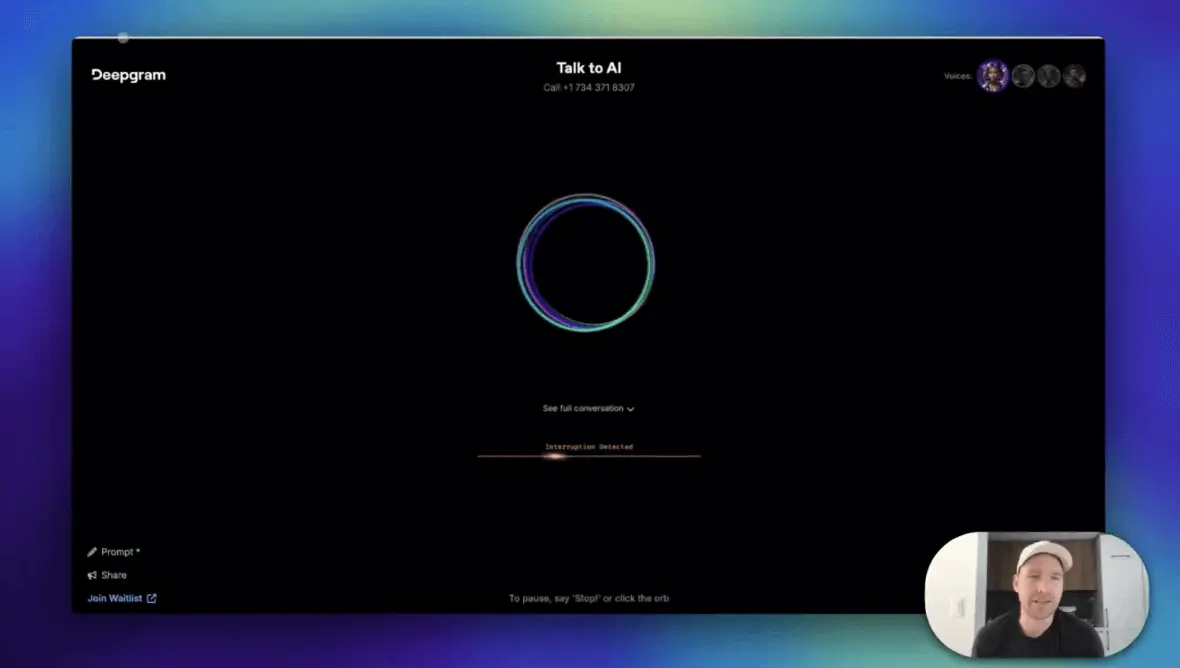 Deepgram
Talk to AI
Call +1 734 371 8307
Voices:
See full conversation
Interruption Detected
Prompt
Share
Join Waitlist
To pause, say 'Stop!' or click the orb